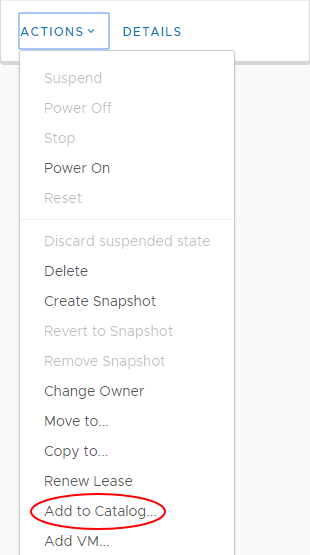 ACTIONS DETAILS
Suspend
Power Off
Stop
Power On
Reset
Discard suspended state
Delete
Create Snapshot
Revert to Snapshot
Remove Snapshot
Change Owner
Move to...
Copy to...
Renew Lease
Add to Catalog...
Add VM...